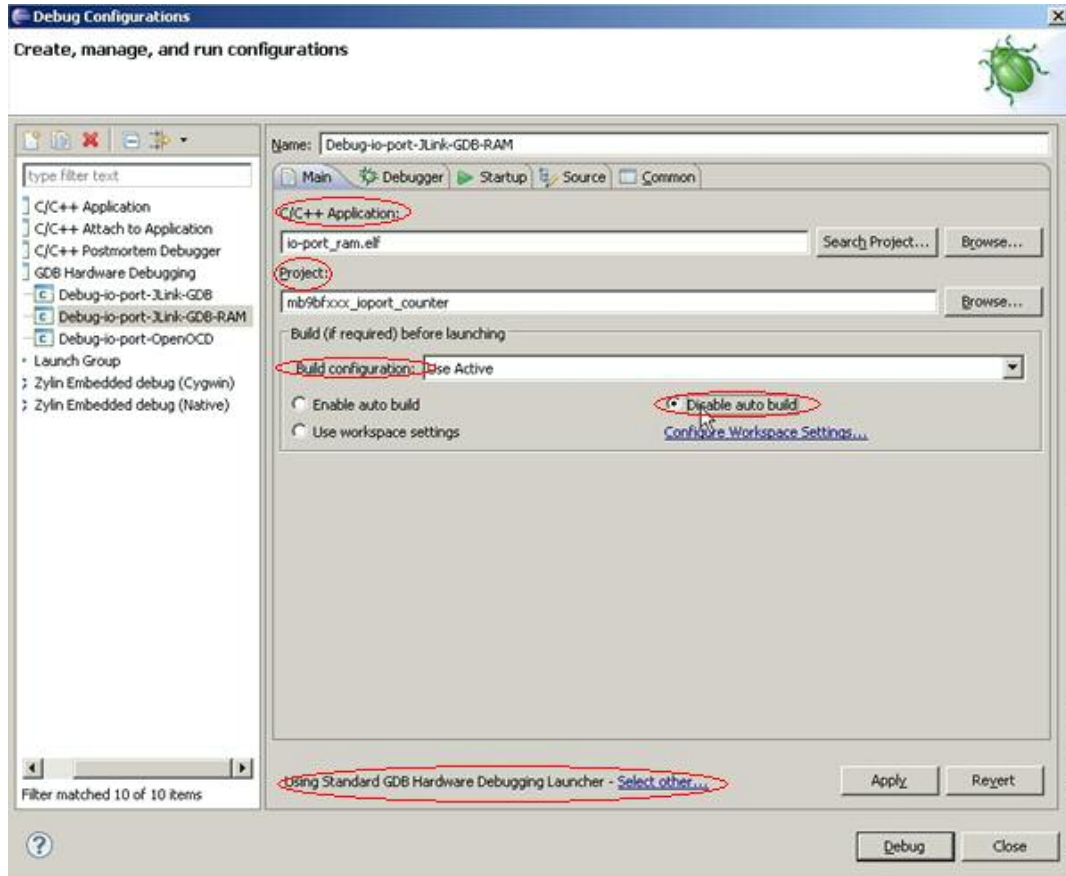 Debug Configurations
Create, manage, and run configurations
type filter text
C/C++ Application
C/C++ Attach to Application
C/C++ Postmortem Debugger
GDB Hardware Debugging
Debug-io-port-JLink-GDB
Debug-io-port-JLink-GDB-RAM
Debug-io-port-OpenOCD
Launch Group
Zylin Embedded debug (Cygwin)
Zylin Embedded debug (Native)
Filter matched 10 of 10 items
Name: Debug-io-port-JLink-GDB-RAM
Main Debugger Startup Source Common
C/C++ Application:
io-port_ram.elf Search Project... Browse...
Project:
mb9bfxxx_ioport_counter Browse...
Build (if required) before launching
Build configuration: Use Active
Enable auto build Disable auto build
Use workspace settings Configure Workspace Settings...
Using Standard GDB Hardware Debugging Launcher - Select other... Apply Revert
? Debug Close